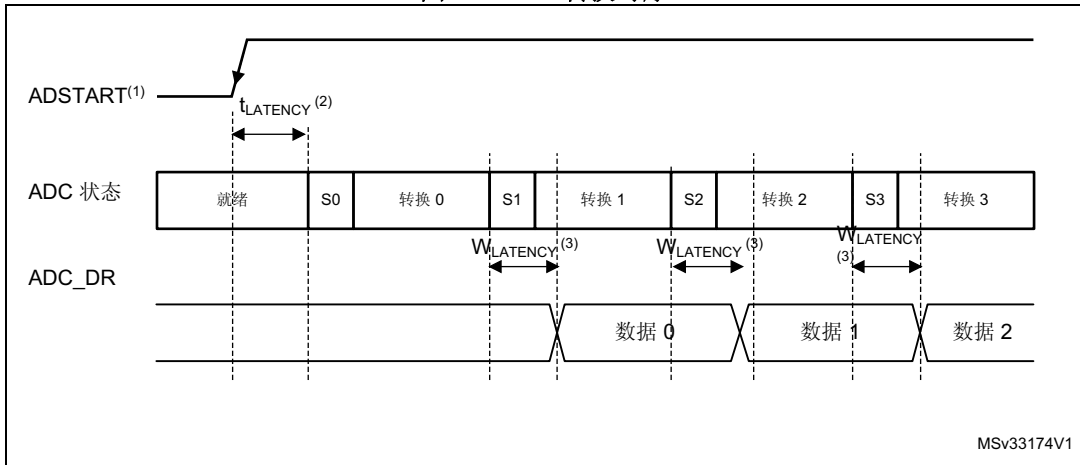 ADSTART(1)
tLATENCY (2)
ADC 状态
就绪
S0
转换 0
S1
转换 1
S2
转换 2
S3
转换 3
WLATENCY (3)
WLATENCY (3)
WLATENCY
(3)
ADC_DR
数据 0
数据 1
数据 2
MSv33174V1